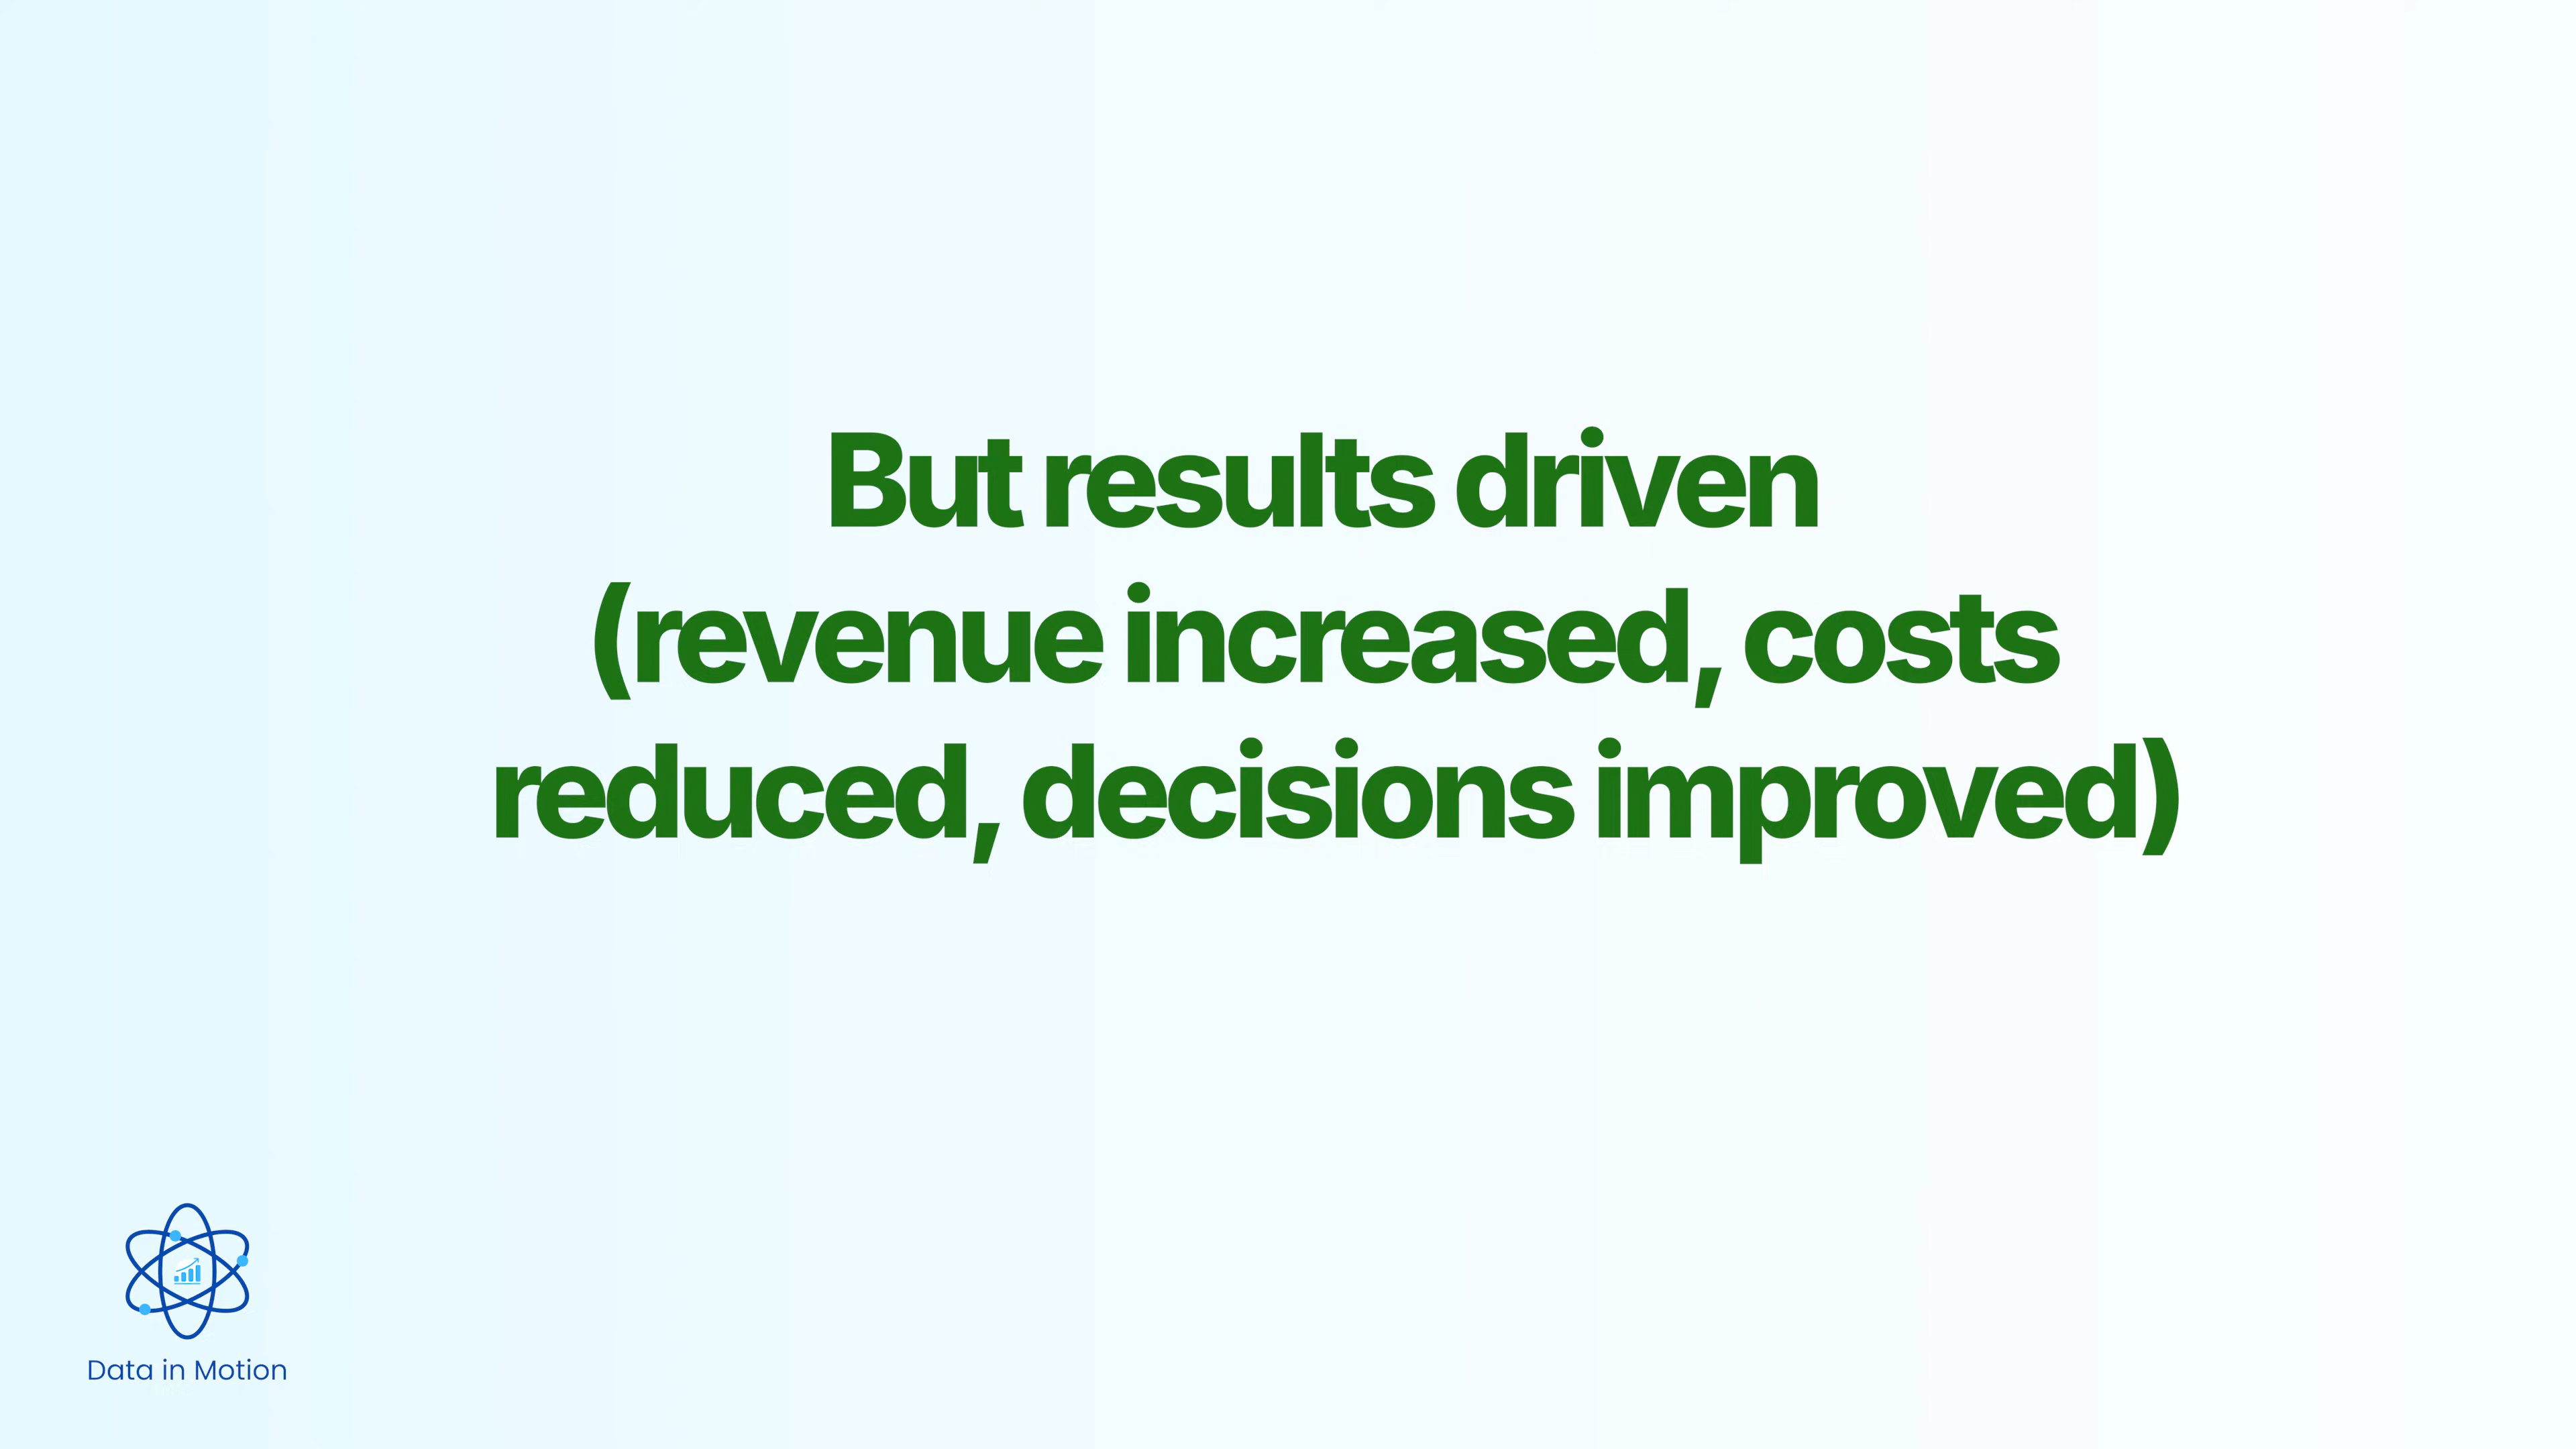 But results driven
(revenue increased, costs
reduced, decisions improved)
Data in Motion